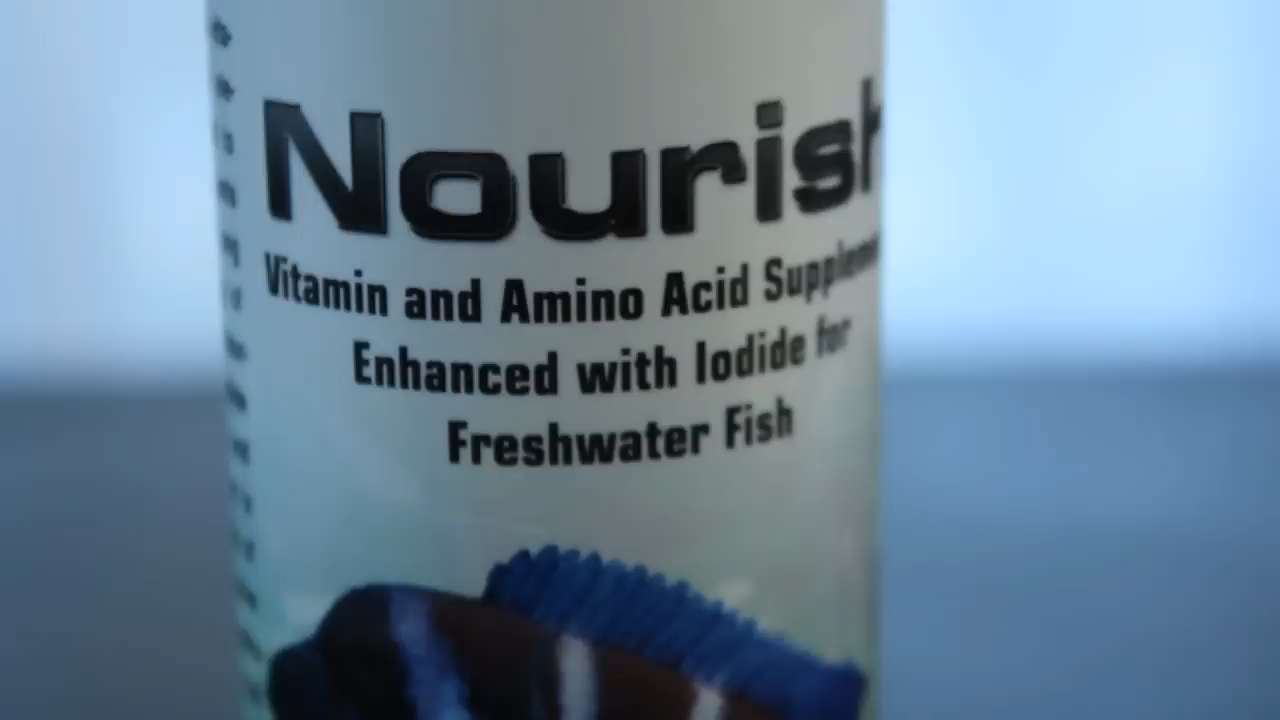 Nourish
Vitamin and Amino Acid Supplement
Enhanced with Iodide for
Freshwater Fish